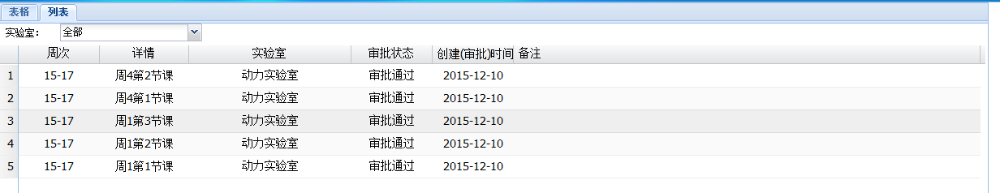 表格 列表
实验室： 全部
周次 详情 实验室 审批状态 创建(审批)时间 备注
1 15-17 周4第2节课 动力实验室 审批通过 2015-12-10
2 15-17 周4第1节课 动力实验室 审批通过 2015-12-10
3 15-17 周1第3节课 动力实验室 审批通过 2015-12-10
4 15-17 周1第2节课 动力实验室 审批通过 2015-12-10
5 15-17 周1第1节课 动力实验室 审批通过 2015-12-10